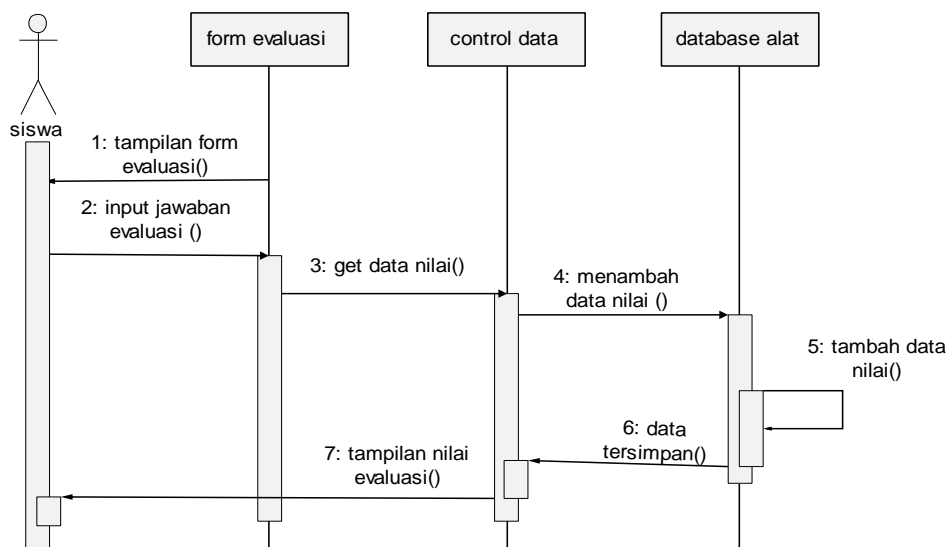 form evaluasi
control data
database alat
siswa
1: tampilan form
evaluasi()
2: input jawaban
evaluasi ()
3: get data nilai()
4: menambah
data nilai ()
5: tambah data
nilai()
6: data
tersimpan()
7: tampilan nilai
evaluasi()